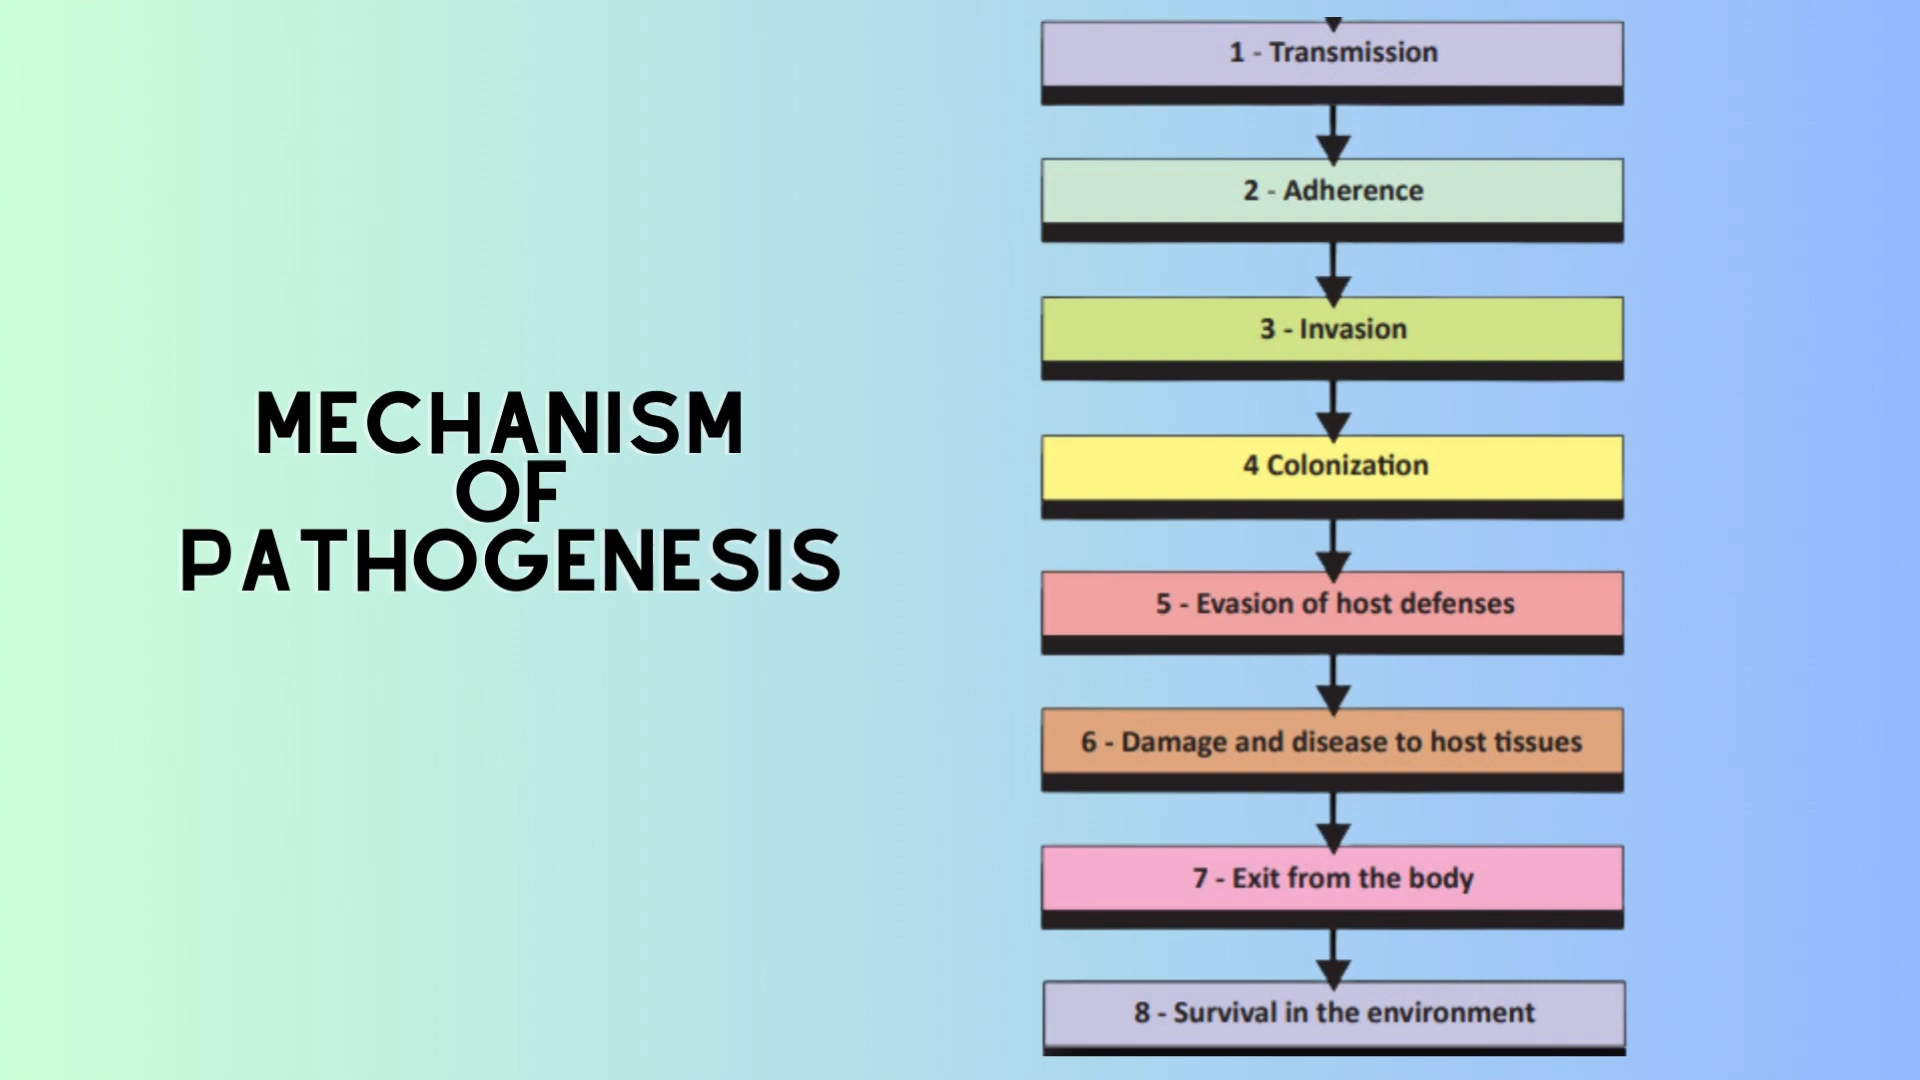 MECHANISM
OF
PATHOGENESIS
1 - Transmission
2 - Adherence
3 - Invasion
4 Colonization
5 - Evasion of host defenses
6 - Damage and disease to host tissues
7 - Exit from the body
8 - Survival in the environment